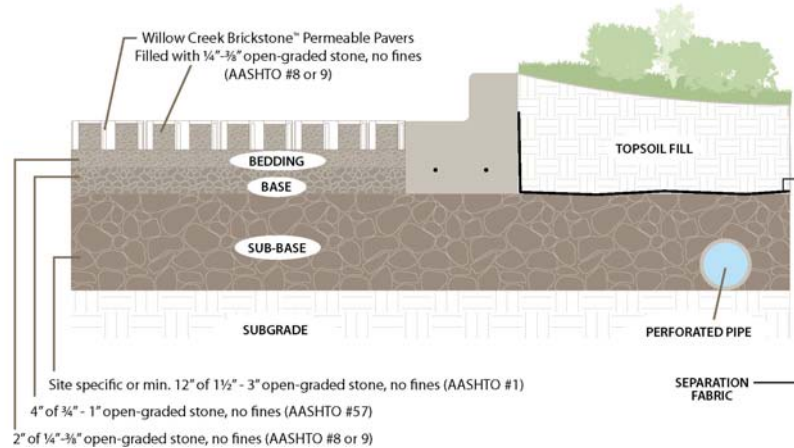 Willow Creek Brickstone™ Permeable Pavers
Filled with ¼"-⅜" open-graded stone, no fines
(AASHTO #8 or 9)
BEDDING
BASE
SUB-BASE
SUBGRADE
TOPSOIL FILL
PERFORATED PIPE
SEPARATION
FABRIC
Site specific or min. 12" of 1½" - 3" open-graded stone, no fines (AASHTO #1)
4" of ¾" - 1" open-graded stone, no fines (AASHTO #57)
2" of ¼"-⅜" open-graded stone, no fines (AASHTO #8 or 9)